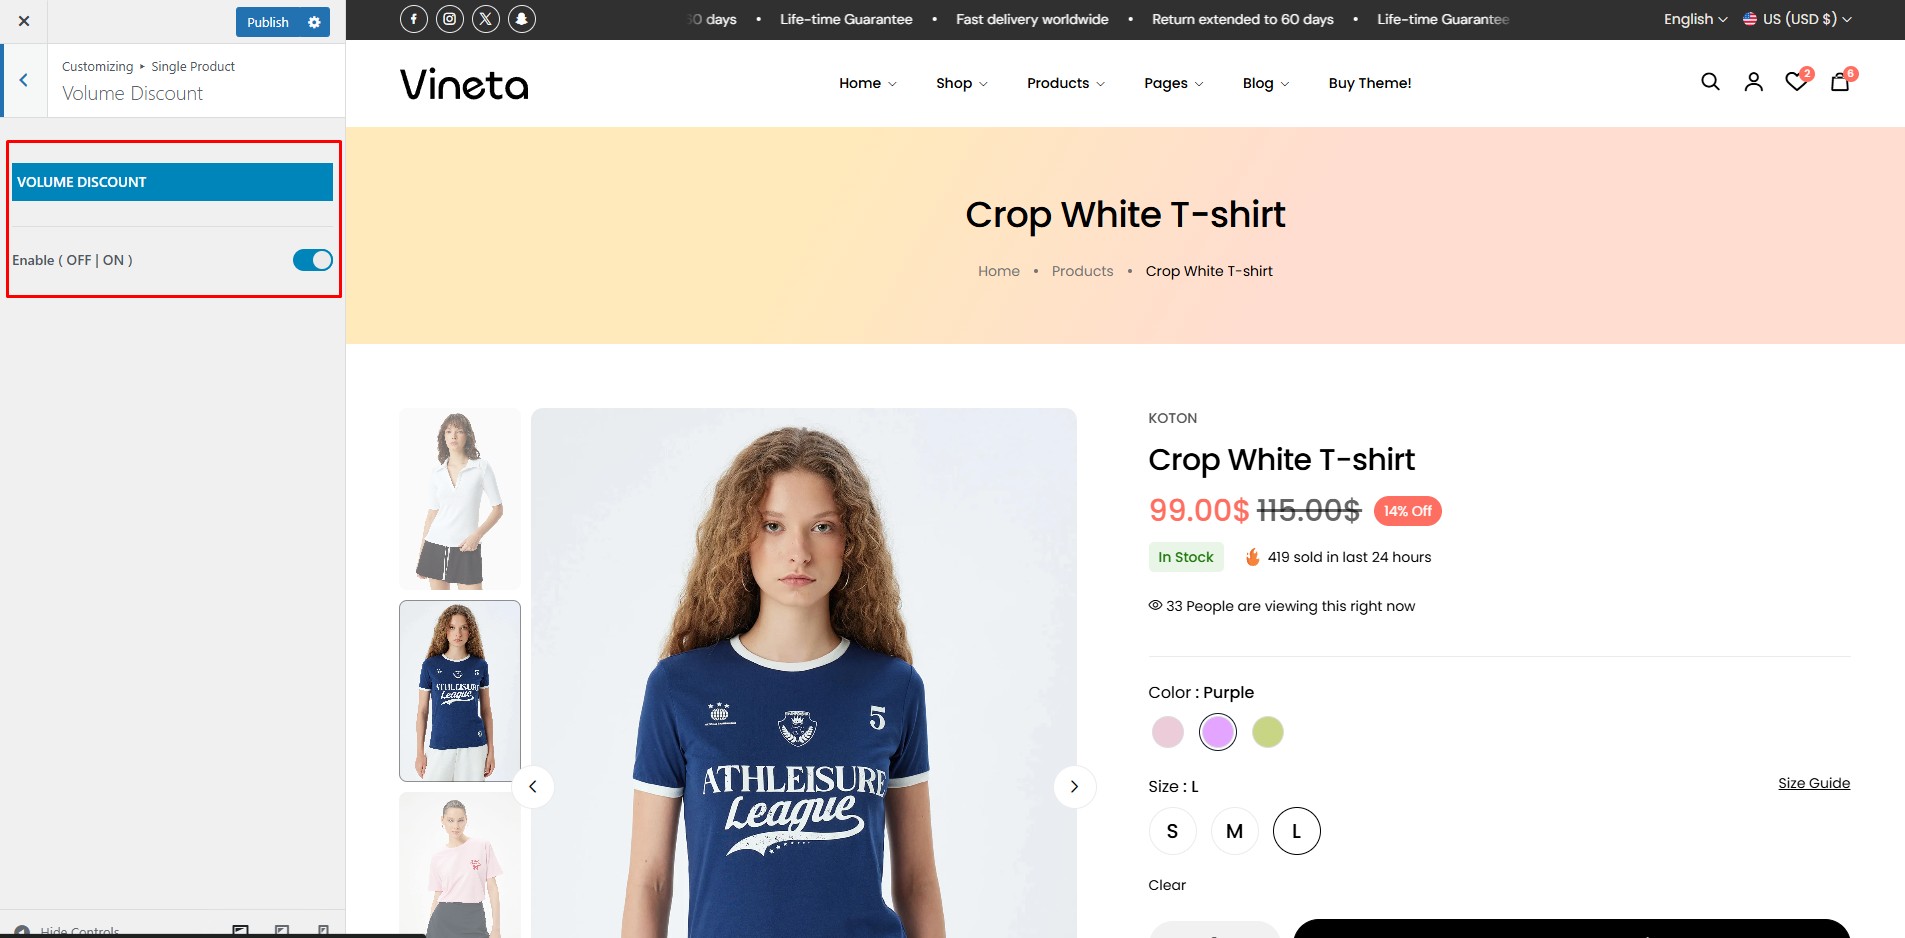 Publish
Customizing ▸ Single Product
Volume Discount
VOLUME DISCOUNT
Enable ( OFF | ON )
Hide Controls
days • Life-time Guarantee • Fast delivery worldwide • Return extended to 60 days • Life-time Guarantee
English
US (USD $)
Vineta
Home
Shop
Products
Pages
Blog
Buy Theme!
2
6
Crop White T-shirt
Home • Products • Crop White T-shirt
ATHLEISURE
League
5
ATHLEISURE
League
KOTON
Crop White T-shirt
99.00$ 115.00$ 14% Off
In Stock
419 sold in last 24 hours
33 People are viewing this right now
Color : Purple
Size : L
Size Guide
S
M
L
Clear